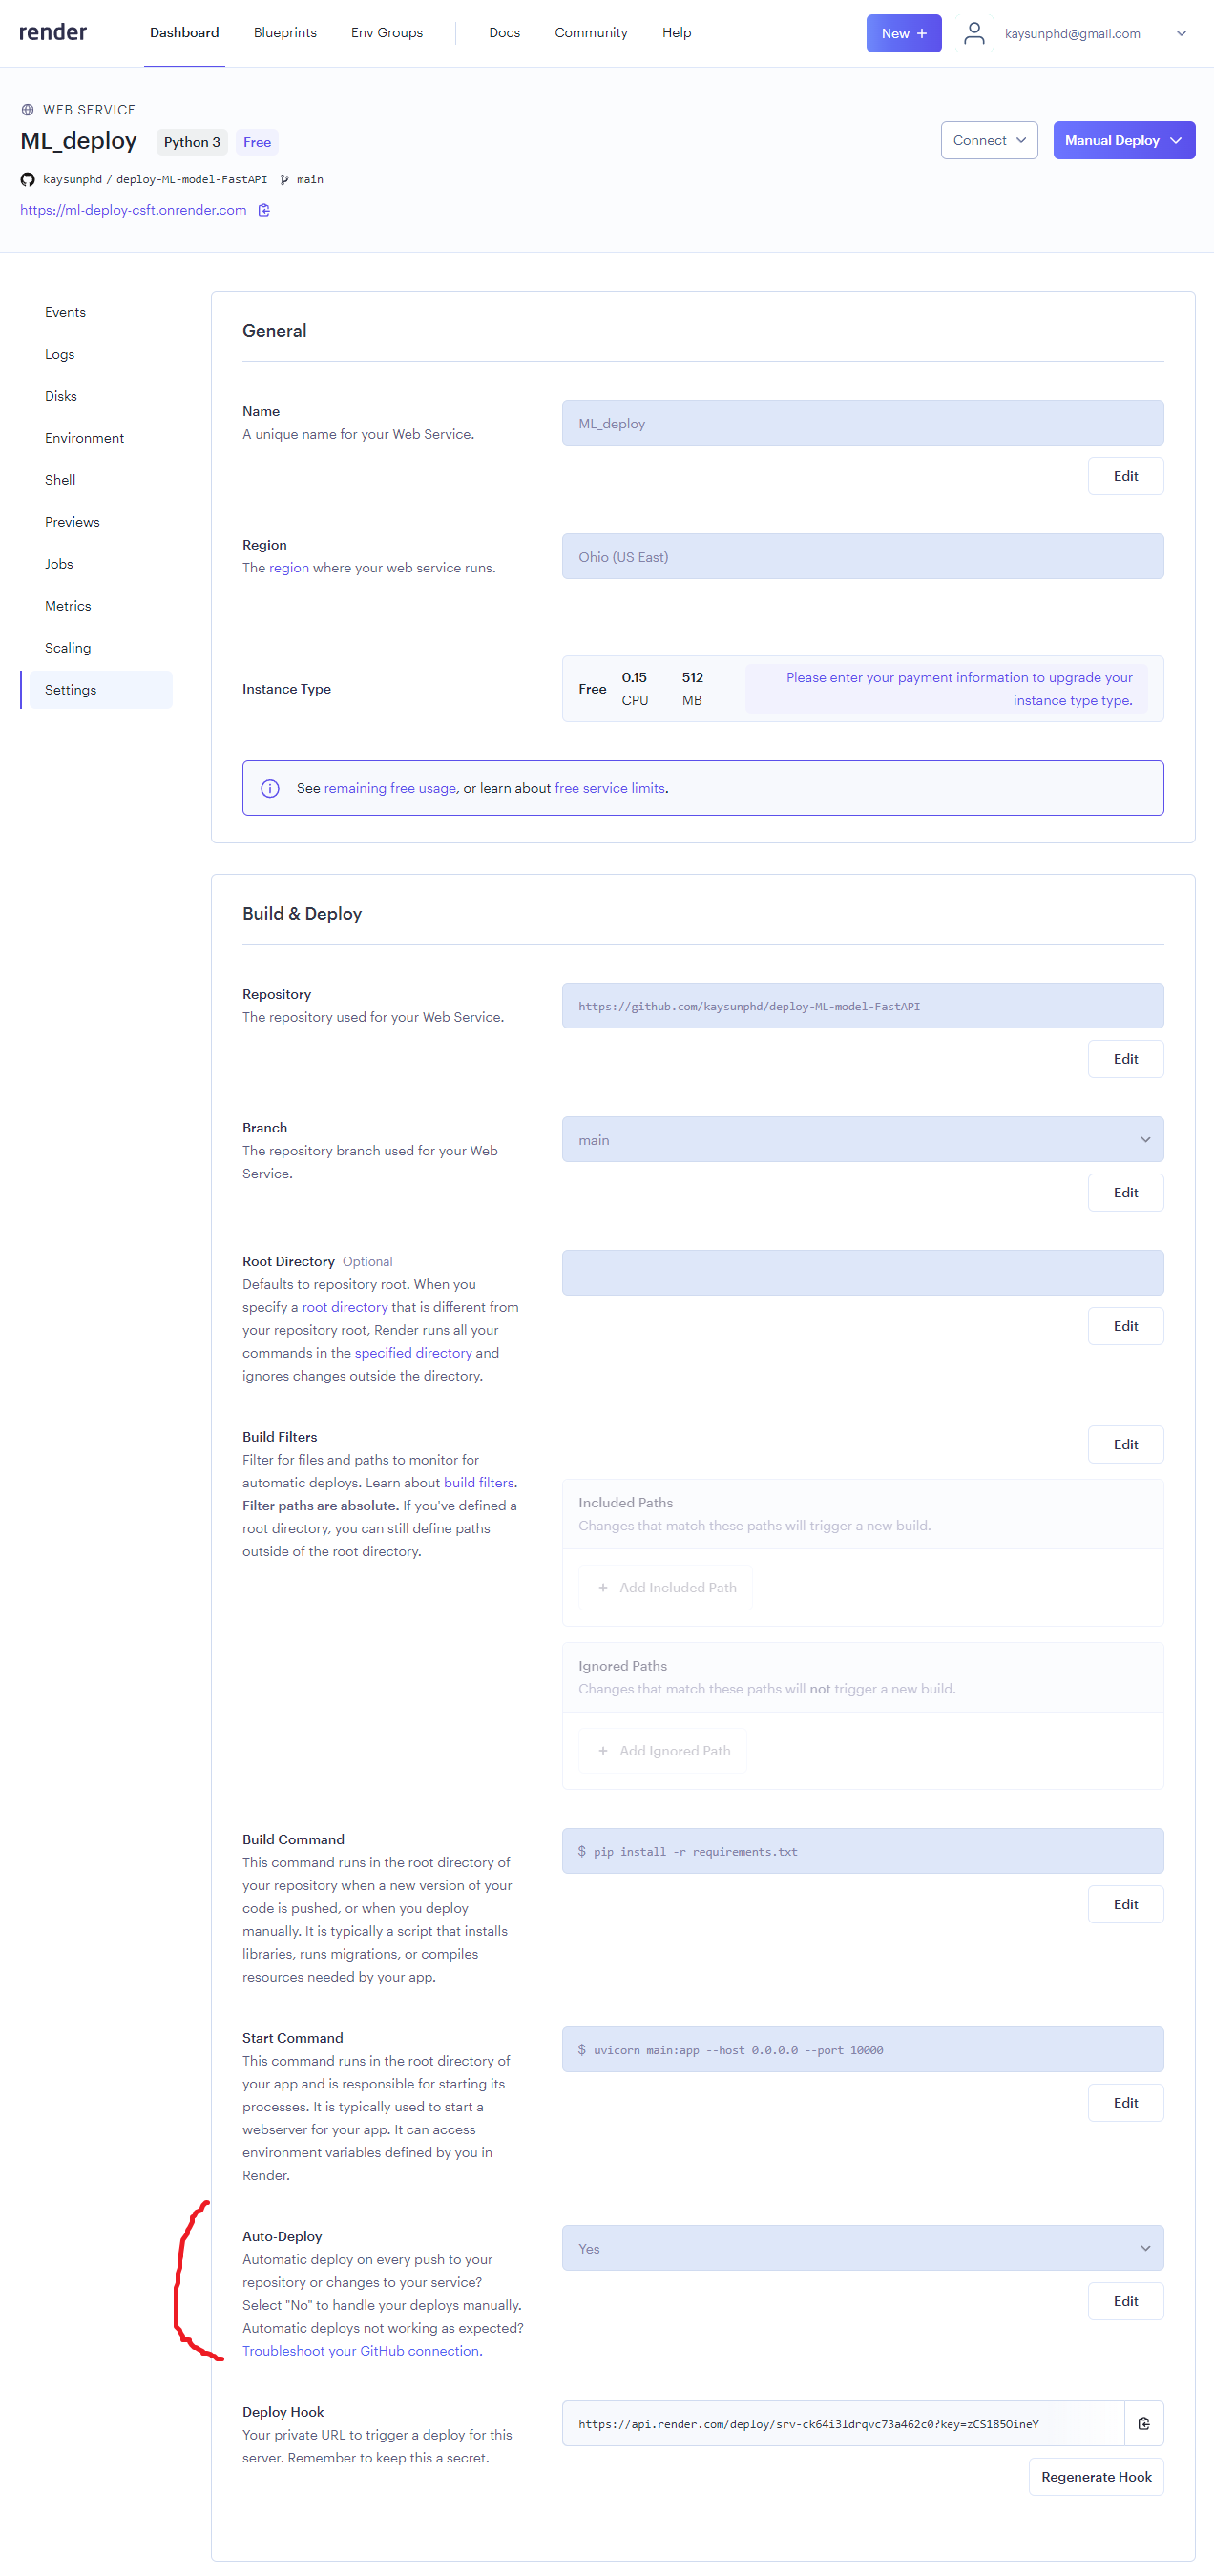 render
Dashboard Blueprints Env Groups Docs Community Help New + kaysunphd@gmail.com
WEB SERVICE
ML_deploy Python 3 Free
Connect Manual Deploy
kaysunphd / deploy-ML-model-FastAPI main
https://ml-deploy-csft.onrender.com
Events
Logs
Disks
Environment
Shell
Previews
Jobs
Metrics
Scaling
Settings
General
Name
A unique name for your Web Service.
ML_deploy
Edit
Region
The region where your web service runs.
Ohio (US East)
Instance Type
Free 0.15 CPU 512 MB
Please enter your payment information to upgrade your
instance type type.
See remaining free usage, or learn about free service limits.
Build & Deploy
Repository
The repository used for your Web Service.
https://github.com/kaysunphd/deploy-ML-model-FastAPI
Edit
Branch
The repository branch used for your Web
Service.
main
Edit
Root Directory Optional
Defaults to repository root. When you
specify a root directory that is different from
your repository root, Render runs all your
commands in the specified directory and
ignores changes outside the directory.
Edit
Build Filters
Filter for files and paths to monitor for
automatic deploys. Learn about build filters.
Filter paths are absolute. If you've defined a
root directory, you can still define paths
outside of the root directory.
Edit
Included Paths
Changes that match these paths will trigger a new build.
+ Add Included Path
Ignored Paths
Changes that match these paths will not trigger a new build.
+ Add Ignored Path
Build Command
This command runs in the root directory of
your repository when a new version of your
code is pushed, or when you deploy
manually. It is typically a script that installs
libraries, runs migrations, or compiles
resources needed by your app.
$ pip install -r requirements.txt
Edit
Start Command
This command runs in the root directory of
your app and is responsible for starting its
processes. It is typically used to start a
webserver for your app. It can access
environment variables defined by you in
Render.
$ uvicorn main:app --host 0.0.0.0 --port 10000
Edit
Auto-Deploy
Automatic deploy on every push to your
repository or changes to your service?
Select "No" to handle your deploys manually.
Automatic deploys not working as expected?
Troubleshoot your GitHub connection.
Yes
Edit
Deploy Hook
Your private URL to trigger a deploy for this
server. Remember to keep this a secret.
https://api.render.com/deploy/srv-ck64i3ldrqvc73a462c0?key=zCS185OineY
Regenerate Hook